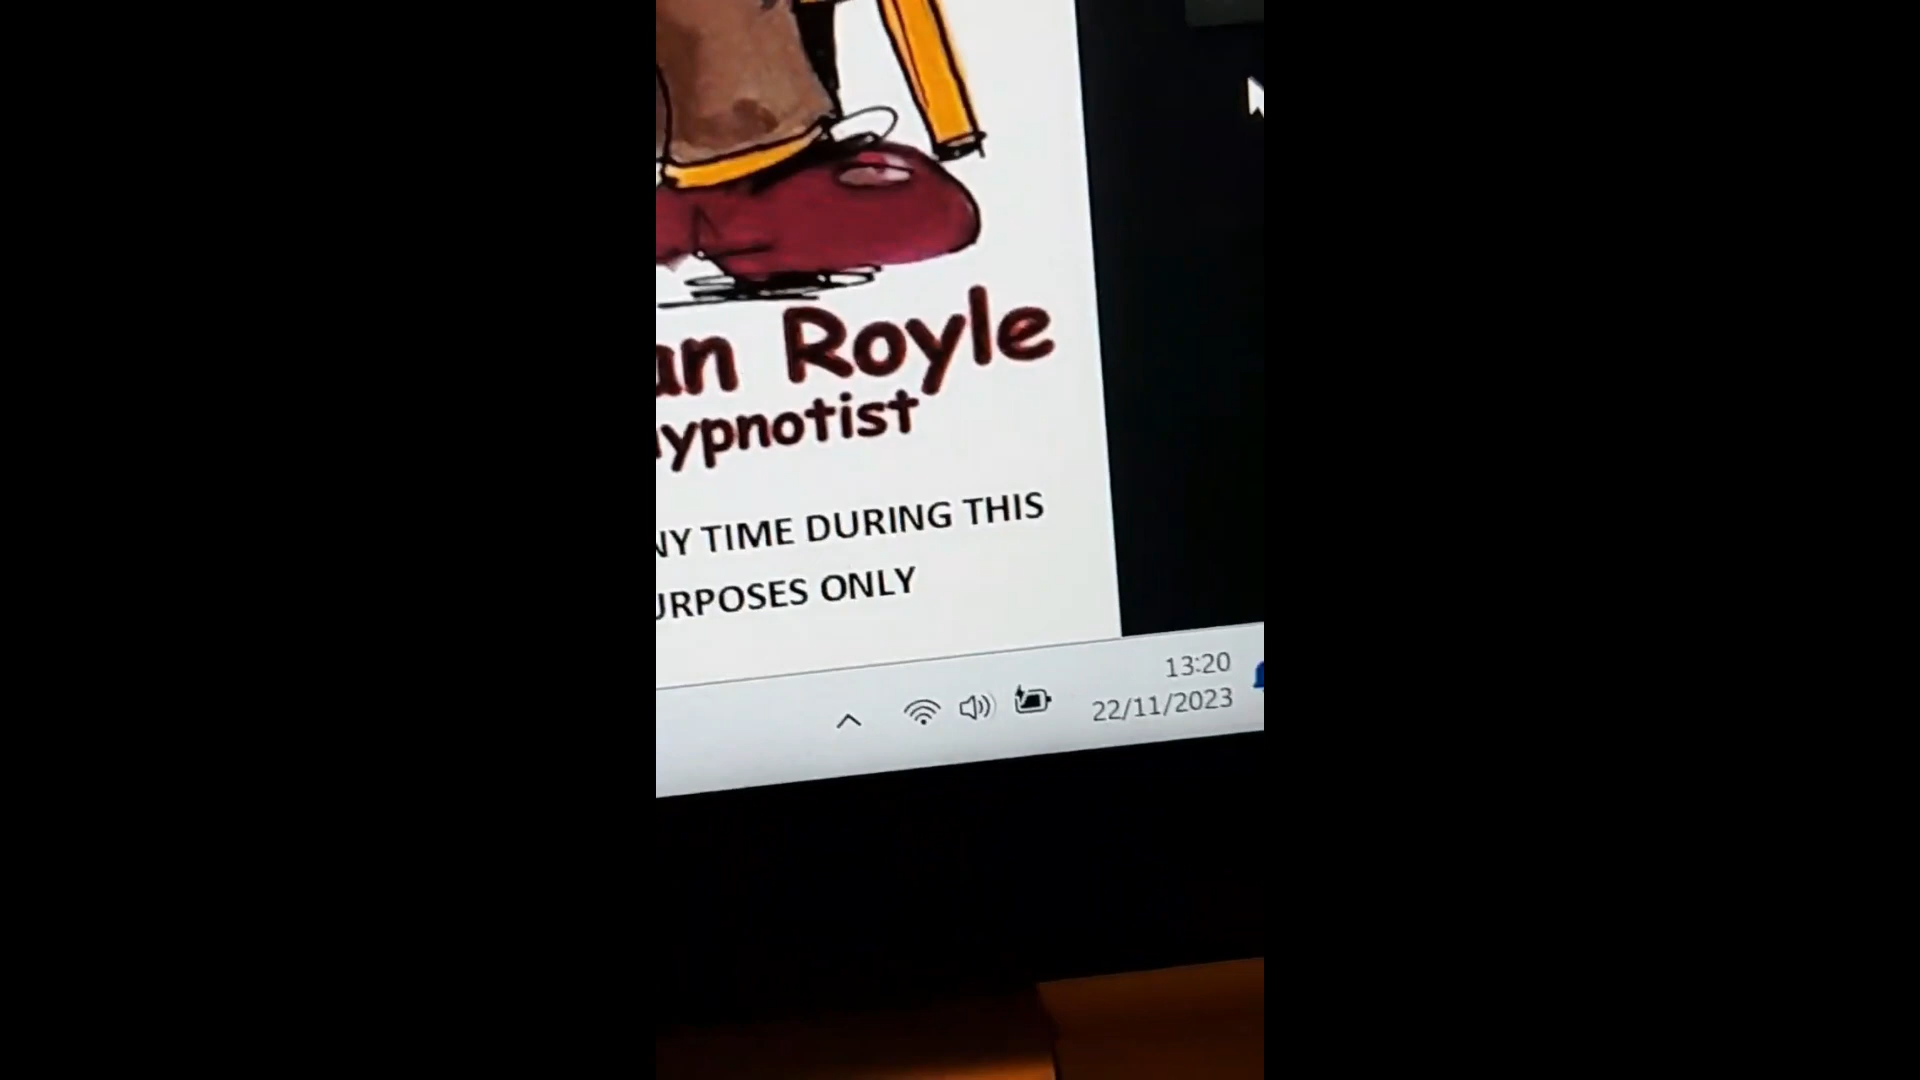 an Royle
ypnotist
NY TIME DURING THIS
URPOSES ONLY
13:20
22/11/2023